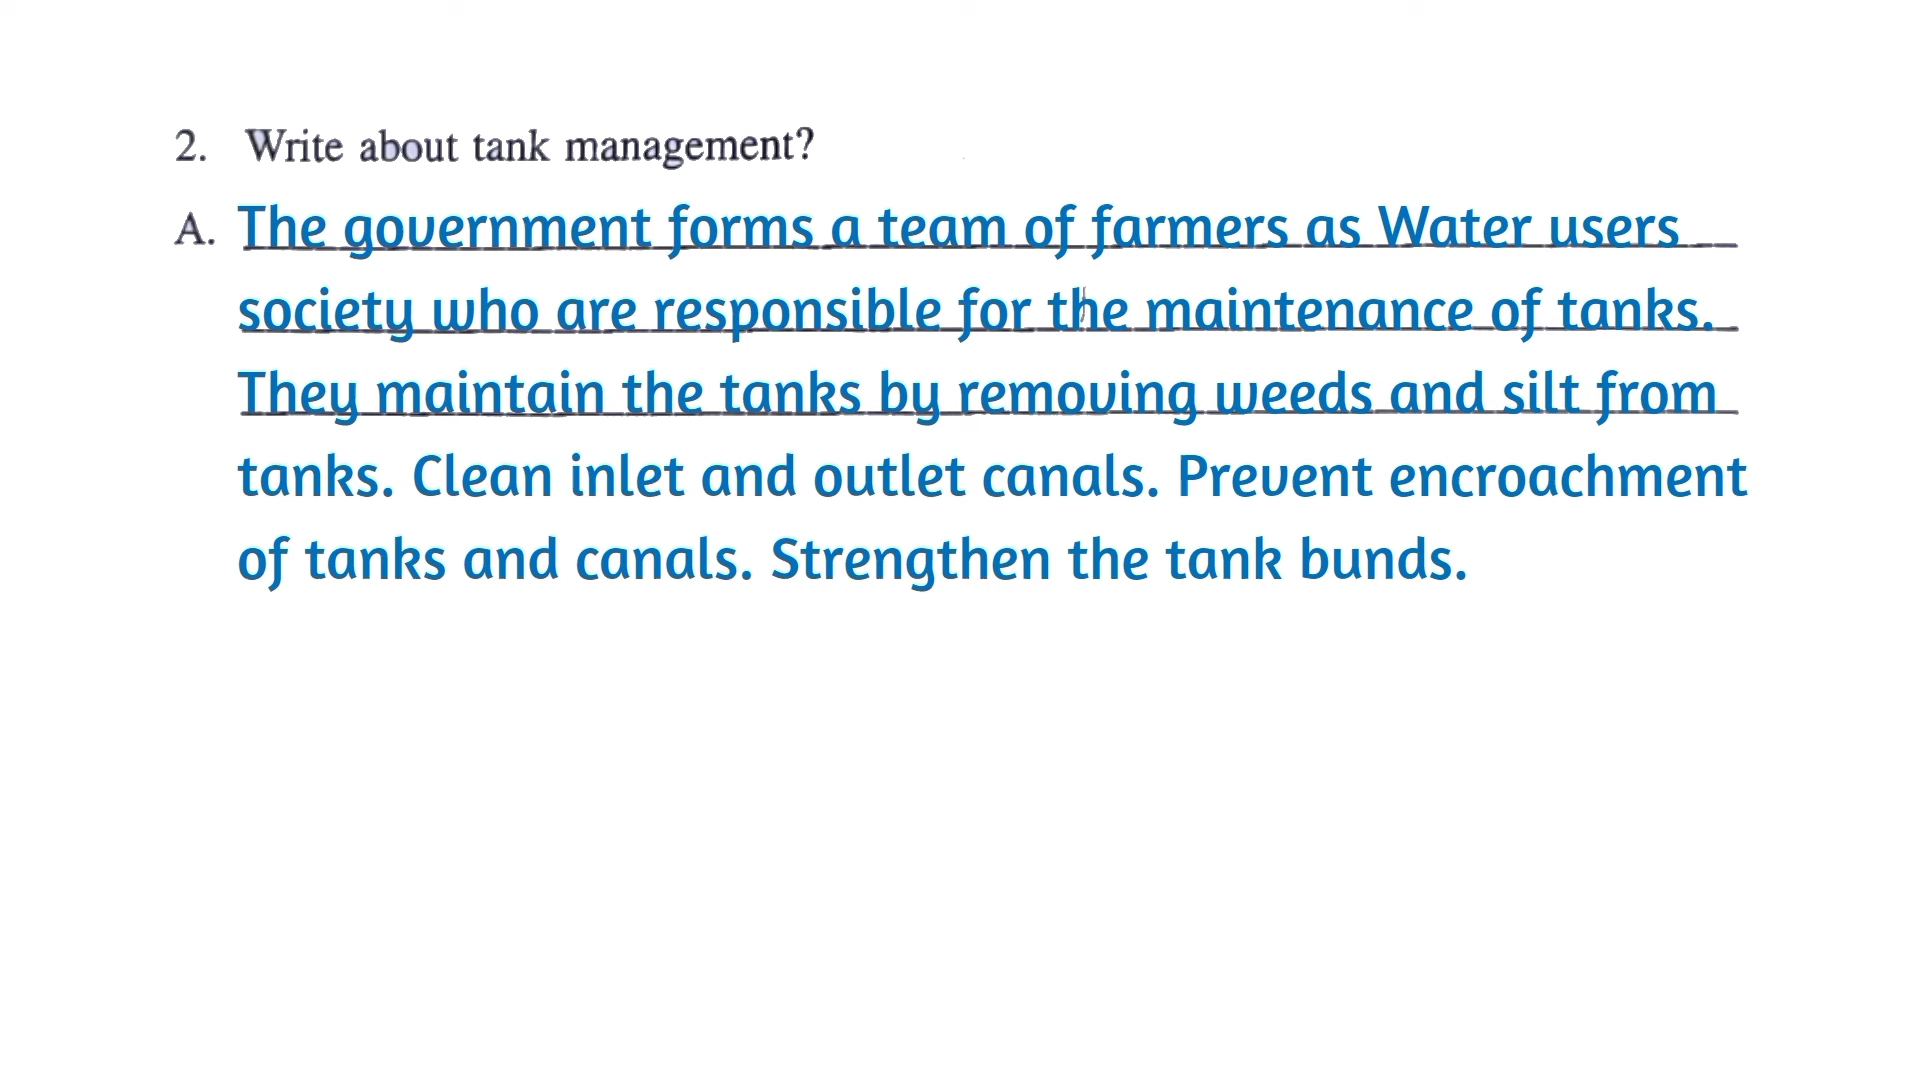 2. Write about tank management?
A. The government forms a team of farmers as Water users
society who are responsible for the maintenance of tanks.
They maintain the tanks by removing weeds and silt from
tanks. Clean inlet and outlet canals. Prevent encroachment
of tanks and canals. Strengthen the tank bunds.